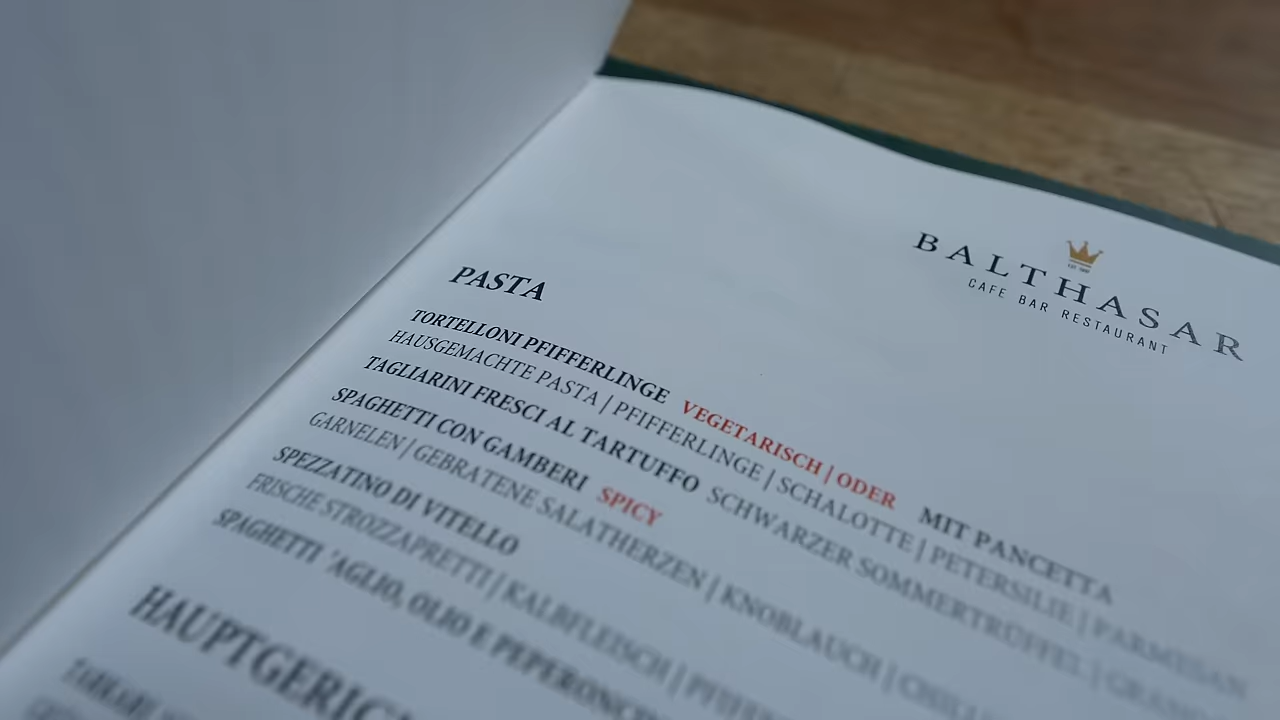 BALTHASAR
CAFE BAR RESTAURANT
PASTA
TORTELLONI PFIFFERLINGE VEGETARISCH | ODER MIT PANCETTA
HAUSGEMACHTE PASTA | PFIFFERLINGE | SCHALOTTE | PETERSILIE | PARMESAN
TAGLIARINI FRESCI AL TARTUFFO SCHWARZER SOMMERTRÜFFEL |
SPAGHETTI CON GAMBERI SPICY
GARNELEN | GEBRATENE SALATHERZEN | KNOBLAUCH |
SPEZZATINO DI VITELLO
FRISCHE STROZZAPRETTI | KALBFLEISCH |
SPAGHETTI 'AGLIO, OLIO E